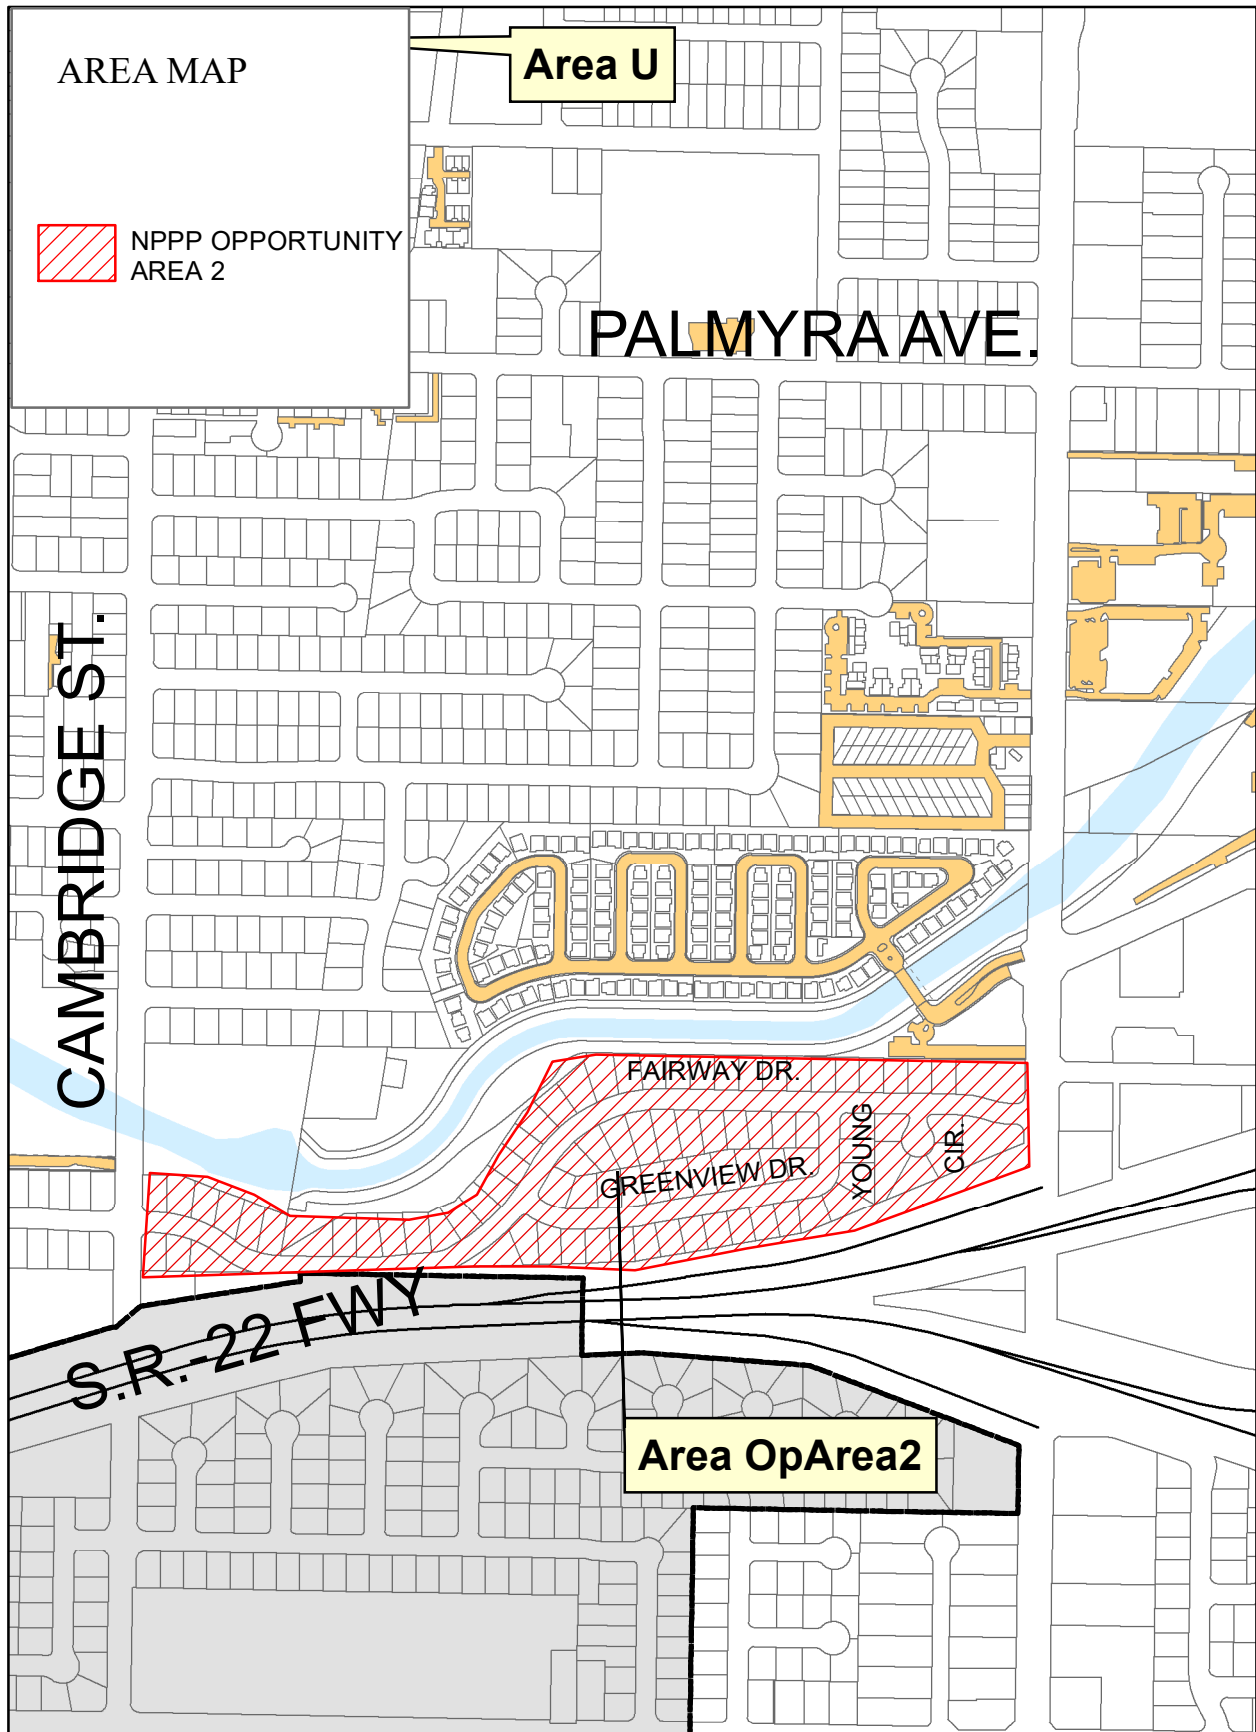 AREA MAP
Area U
NPPP OPPORTUNITY
AREA 2
PALMYRA AVE.
CAMBRIDGE ST.
FAIRWAY DR.
YOUNG
CIR.
GREENVIEW DR.
S.R.-22 FWY
Area OpArea2